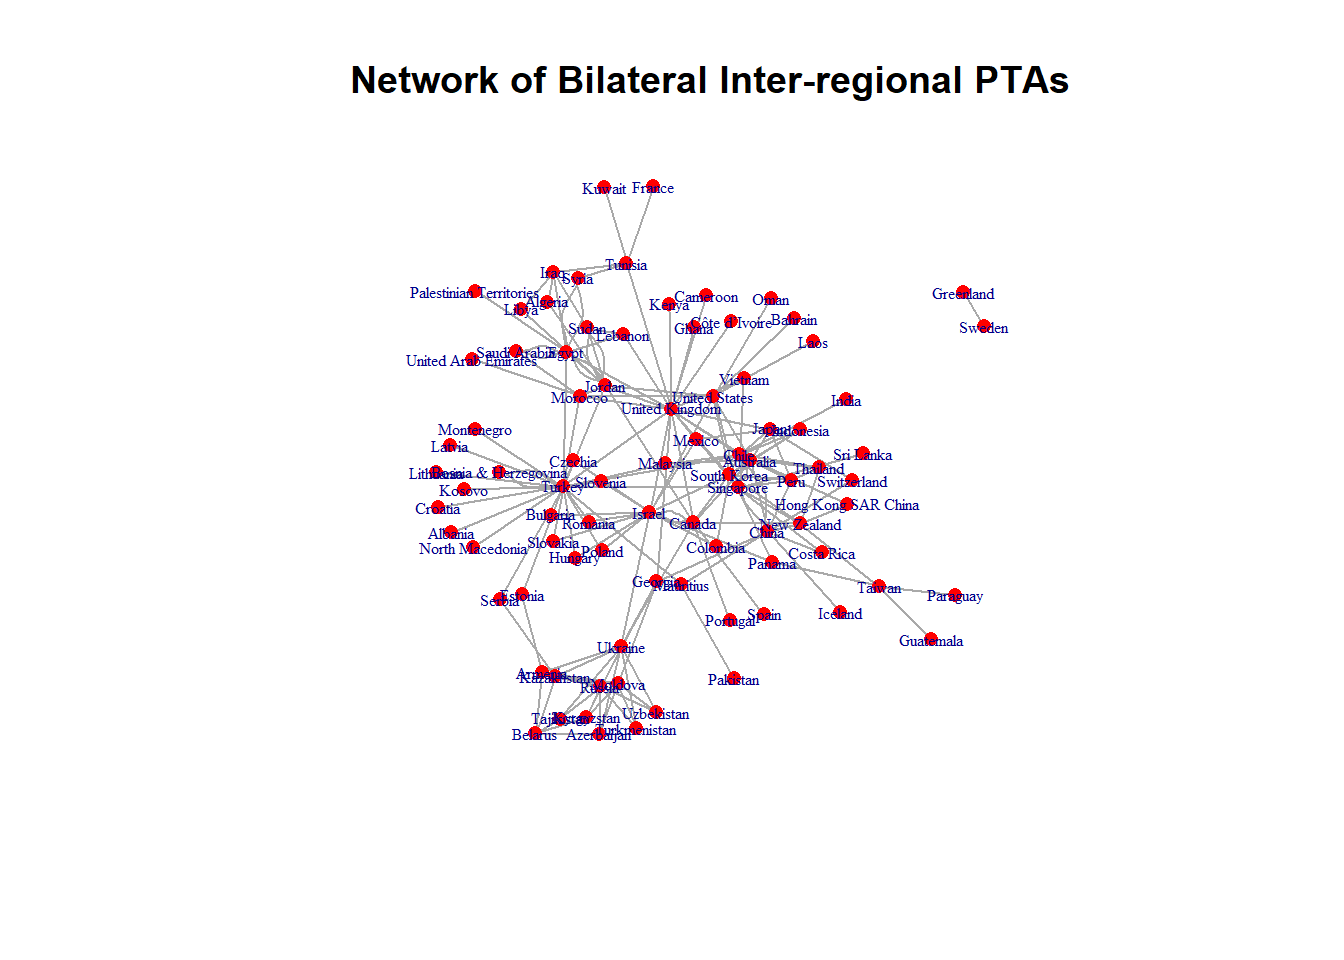 Network of Bilateral Inter-regional PTAs
Kuwait
France
Tunisia
Iraq
Syria
Palestinian Territories
Algeria
Libya
Greenland
Sweden
Kenya
Cameroon
Oman
Sudan
Lebanon
Ghana
Côte d'Ivoire
Bahrain
Laos
Saudi Arabia
Egypt
United Arab Emirates
Vietnam
Jordan
Morocco
United States
United Kingdom
India
Montenegro
Latvia
Japan
Indonesia
Mexico
Chile
Sri Lanka
Czechia
Malaysia
Australia
Thailand
Lithuania
Bosnia & Herzegovina
Slovenia
South Korea
Peru
Switzerland
Kosovo
Turkey
Singapore
Croatia
Bulgaria
Romania
Israel
Canada
Hong Kong SAR China
New Zealand
China
Albania
North Macedonia
Slovakia
Hungary
Poland
Colombia
Costa Rica
Panama
Georgia
Mauritius
Taiwan
Paraguay
Serbia
Estonia
Portugal
Spain
Iceland
Guatemala
Ukraine
Armenia
Kazakhstan
Russia
Moldova
Pakistan
Tajikistan
Kyrgyzstan
Uzbekistan
Belarus
Azerbaijan
Turkmenistan